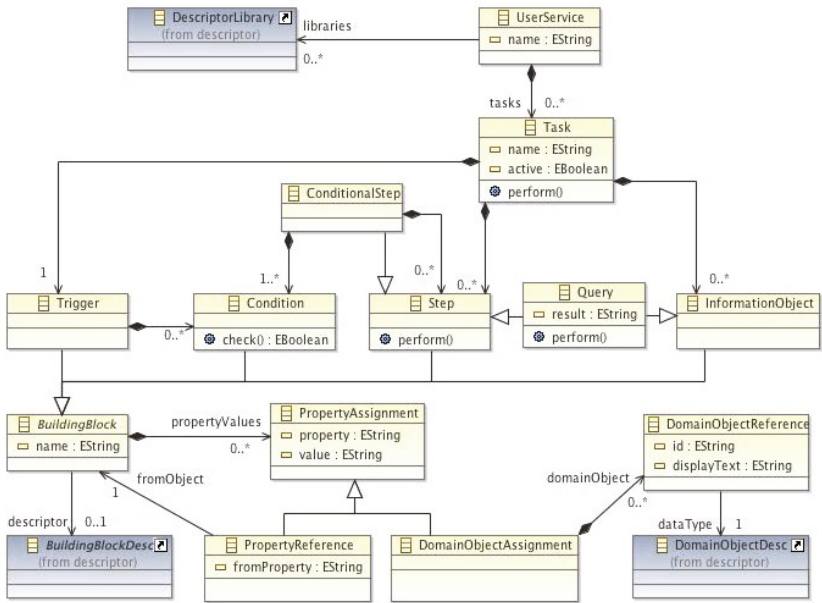 DescriptorLibrary
(from descriptor)
libraries
0..*
UserService
name : EString
tasks
0..*
Task
name : EString
active : EBoolean
perform()
ConditionalStep
1
1..*
0..*
0..*
0..*
Trigger
0..*
Condition
check() : EBoolean
Step
perform()
Query
result : EString
perform()
InformationObject
BuildingBlock
name : EString
propertyValues
0..*
PropertyAssignment
property : EString
value : EString
DomainObjectReference
id : EString
displayText : EString
fromObject
1
domainObject
0..*
descriptor
0..1
dataType
1
BuildingBlockDesc
(from descriptor)
PropertyReference
fromProperty : EString
DomainObjectAssignment
DomainObjectDesc
(from descriptor)